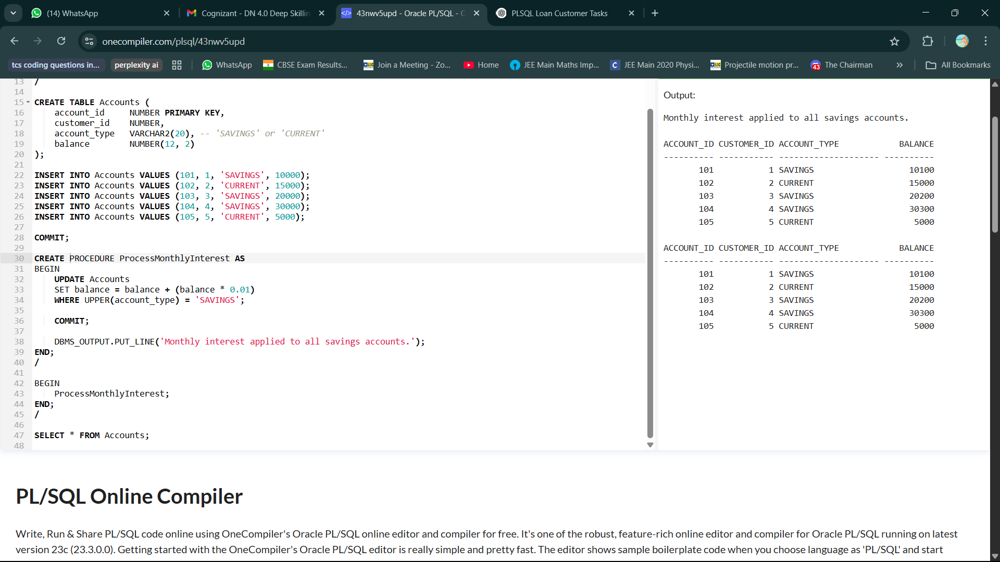 (14) WhatsApp
Cognizant - DN 4.0 Deep Skillin
43nwv5upd - Oracle PL/SQL - O
PLSQL Loan Customer Tasks
onecompiler.com/plsql/43nwv5upd
tcs coding questions in...
perplexity ai
WhatsApp
CBSE Exam Results...
Join a Meeting - Zo...
Home
JEE Main Maths Imp...
JEE Main 2020 Physi...
Projectile motion pr...
43
The Chairman
All Bookmarks
13 /
14
15 CREATE TABLE Accounts (
16 account_id NUMBER PRIMARY KEY,
17 customer_id NUMBER,
18 account_type VARCHAR2(20), -- 'SAVINGS' or 'CURRENT'
19 balance NUMBER(12, 2)
20 );
21
22 INSERT INTO Accounts VALUES (101, 1, 'SAVINGS', 10000);
23 INSERT INTO Accounts VALUES (102, 2, 'CURRENT', 15000);
24 INSERT INTO Accounts VALUES (103, 3, 'SAVINGS', 20000);
25 INSERT INTO Accounts VALUES (104, 4, 'SAVINGS', 30000);
26 INSERT INTO Accounts VALUES (105, 5, 'CURRENT', 5000);
27
28 COMMIT;
29
30 CREATE PROCEDURE ProcessMonthlyInterest AS
31 BEGIN
32 UPDATE Accounts
33 SET balance = balance + (balance * 0.01)
34 WHERE UPPER(account_type) = 'SAVINGS';
35
36 COMMIT;
37
38 DBMS_OUTPUT.PUT_LINE('Monthly interest applied to all savings accounts.');
39 END;
40 /
41
42 BEGIN
43 ProcessMonthlyInterest;
44 END;
45 /
46
47 SELECT * FROM Accounts;
48
Output:
Monthly interest applied to all savings accounts.
ACCOUNT_ID CUSTOMER_ID ACCOUNT_TYPE BALANCE
---------- ----------- -------------------- ----------
101 1 SAVINGS 10100
102 2 CURRENT 15000
103 3 SAVINGS 20200
104 4 SAVINGS 30300
105 5 CURRENT 5000
ACCOUNT_ID CUSTOMER_ID ACCOUNT_TYPE BALANCE
---------- ----------- -------------------- ----------
101 1 SAVINGS 10100
102 2 CURRENT 15000
103 3 SAVINGS 20200
104 4 SAVINGS 30300
105 5 CURRENT 5000
PL/SQL Online Compiler
Write, Run & Share PL/SQL code online using OneCompiler's Oracle PL/SQL online editor and compiler for free. It's one of the robust, feature-rich online editor and compiler for Oracle PL/SQL running on latest
version 23c (23.3.0.0). Getting started with the OneCompiler's Oracle PL/SQL editor is really simple and pretty fast. The editor shows sample boilerplate code when you choose language as 'PL/SQL' and start